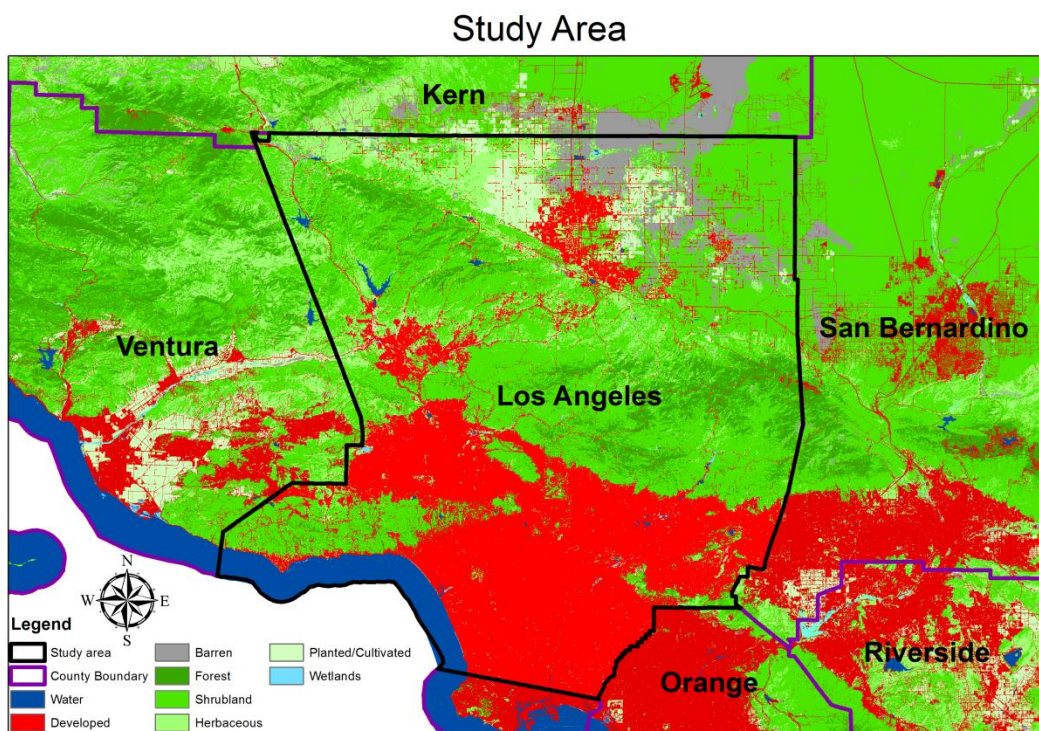 Study Area
Kern
San Bernardino
Ventura
Los Angeles
N
W E
S
Legend
Study area
County Boundary
Water
Developed
Barren
Forest
Shrubland
Herbaceous
Planted/Cultivated
Wetlands
Riverside
Orange